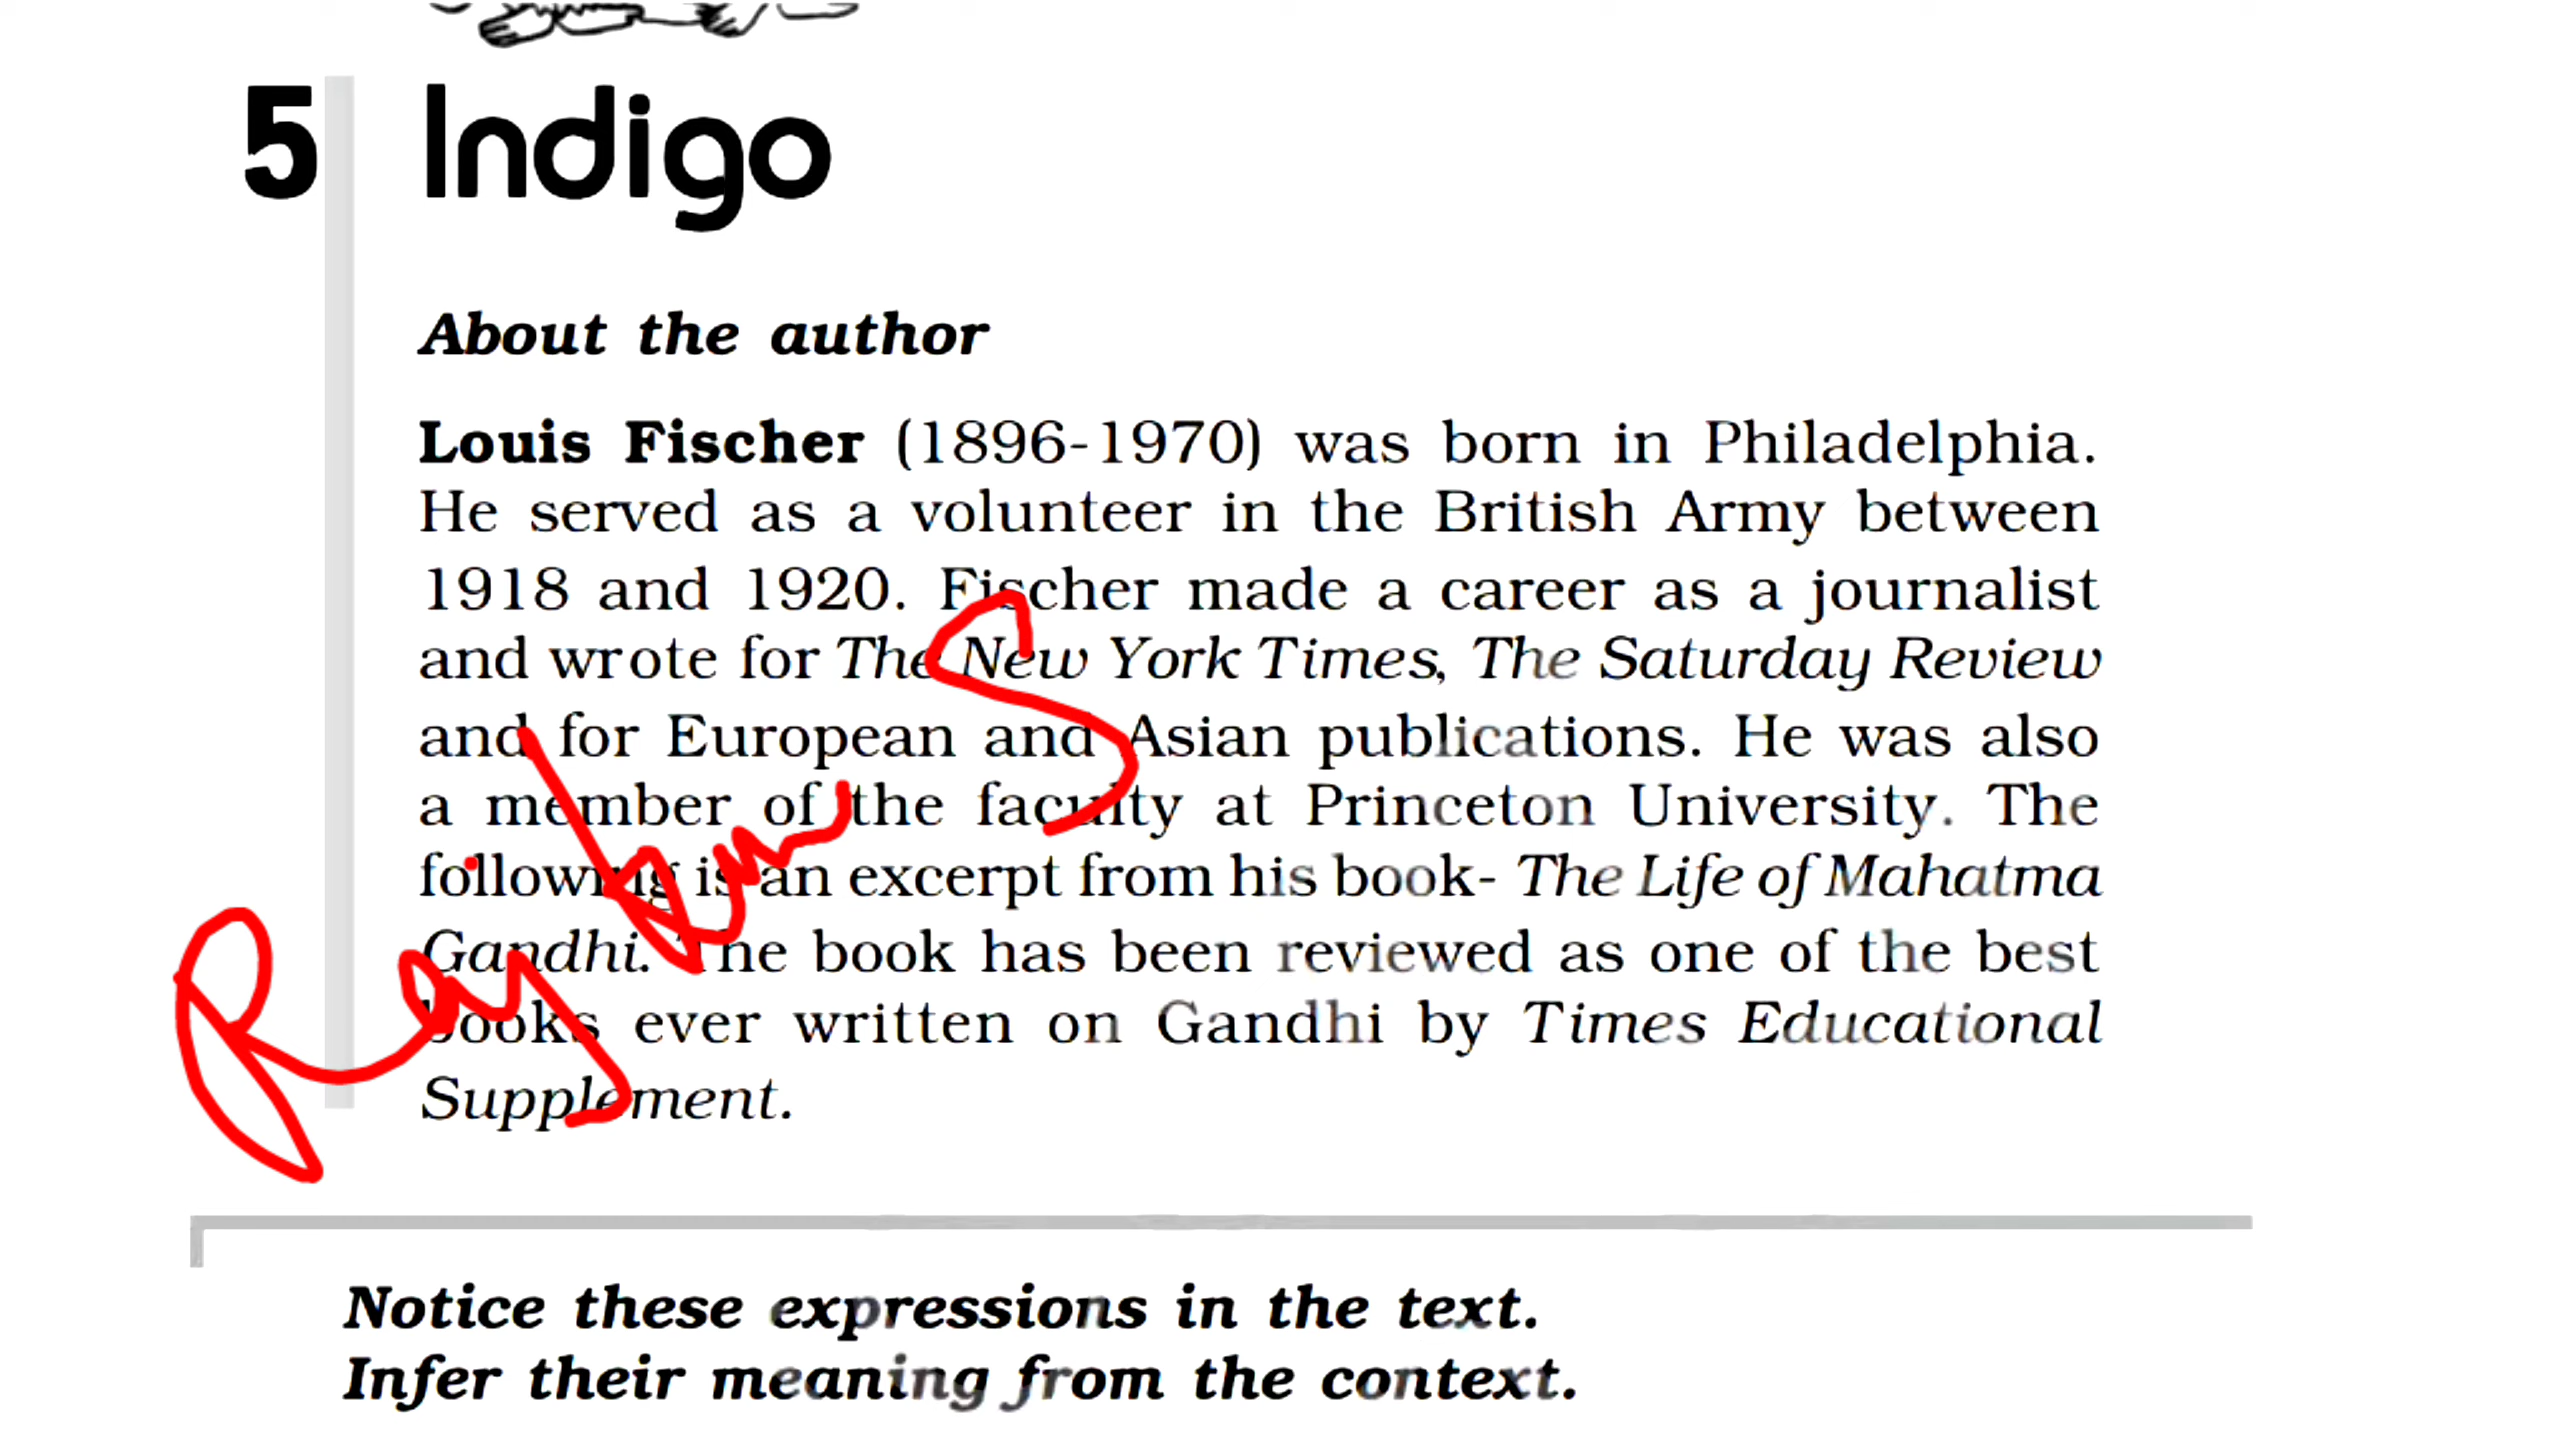 5 Indigo
About the author
Louis Fischer (1896-1970) was born in Philadelphia.
He served as a volunteer in the British Army between
1918 and 1920. Fischer made a career as a journalist
and wrote for The New York Times, The Saturday Review
and for European and Asian publications. He was also
a member of the faculty at Princeton University. The
following is an excerpt from his book- The Life of Mahatma
Gandhi. The book has been reviewed as one of the best
books ever written on Gandhi by Times Educational
Supplement.
Notice these expressions in the text.
Infer their meaning from the context.